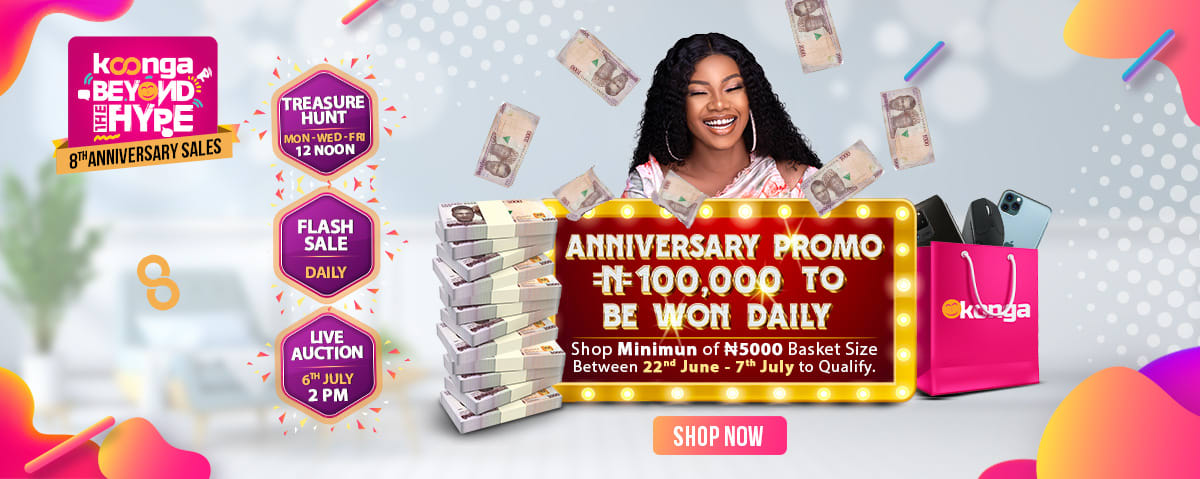 koonga
BEYOND
THE HYPE
8TH ANNIVERSARY SALES
TREASURE
HUNT
MON - WED - FRI
12 NOON
FLASH
SALE
DAILY
LIVE
AUCTION
6TH JULY
2 PM
ANNIVERSARY PROMO
₦100,000 TO
BE WON DAILY
Shop Minimun of ₦5000 Basket Size
Between 22nd June - 7th July to Qualify.
konga
SHOP NOW